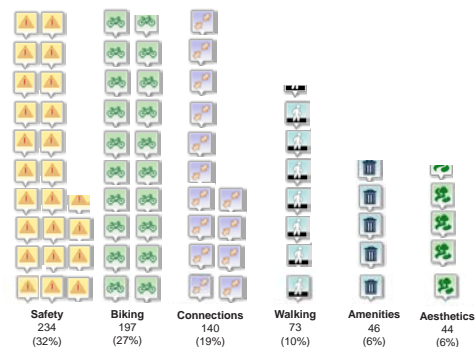 Safety Biking Connections Walking Amenities Aesthetics
234 197 140 73 46 44
(32%) (27%) (19%) (10%) (6%) (6%)